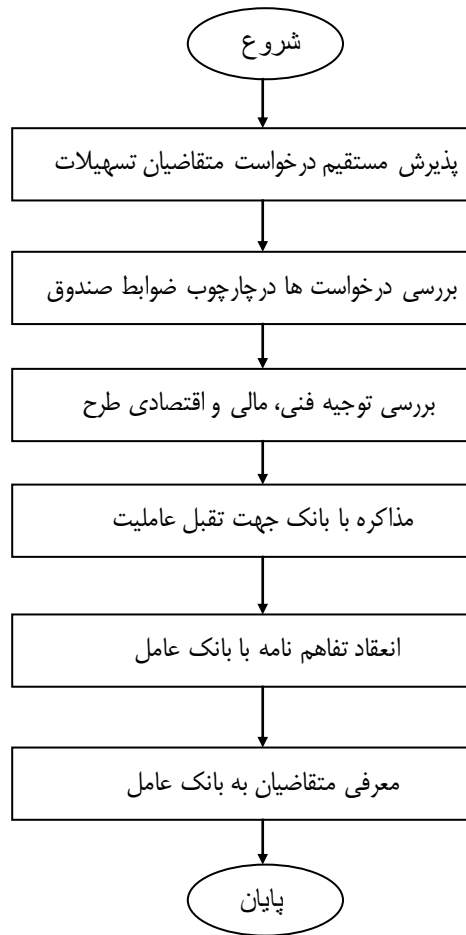 شروع
پذیرش مستقیم درخواست متقاضیان تسهیلات
بررسی درخواست ها درچارچوب ضوابط صندوق
بررسی توجیه فنی، مالی و اقتصادی طرح
مذاکره با بانک جهت تقبل عاملیت
انعقاد تفاهم نامه با بانک عامل
معرفی متقاضیان به بانک عامل
پایان